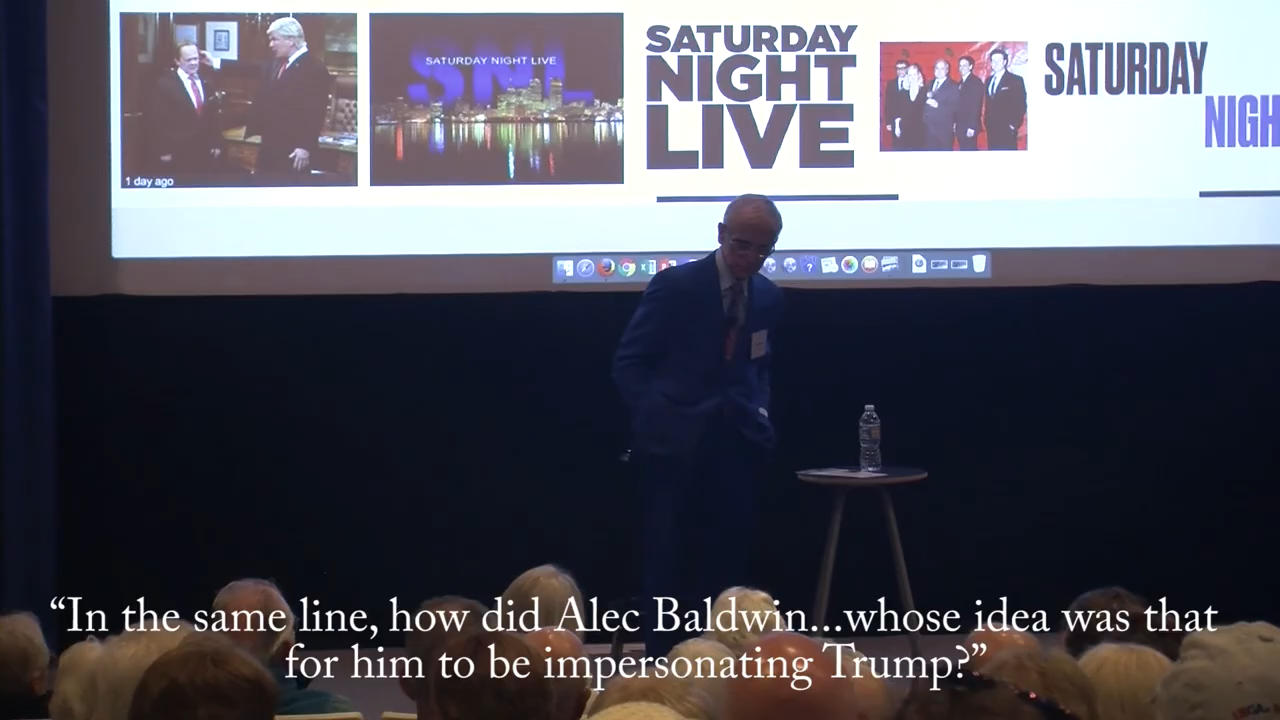 SNL
SATURDAY NIGHT LIVE
SATURDAY
NIGHT
LIVE
SATURDAY
NIGH
1 day ago
“In the same line, how did Alec Baldwin...whose idea was that
for him to be impersonating Trump?”